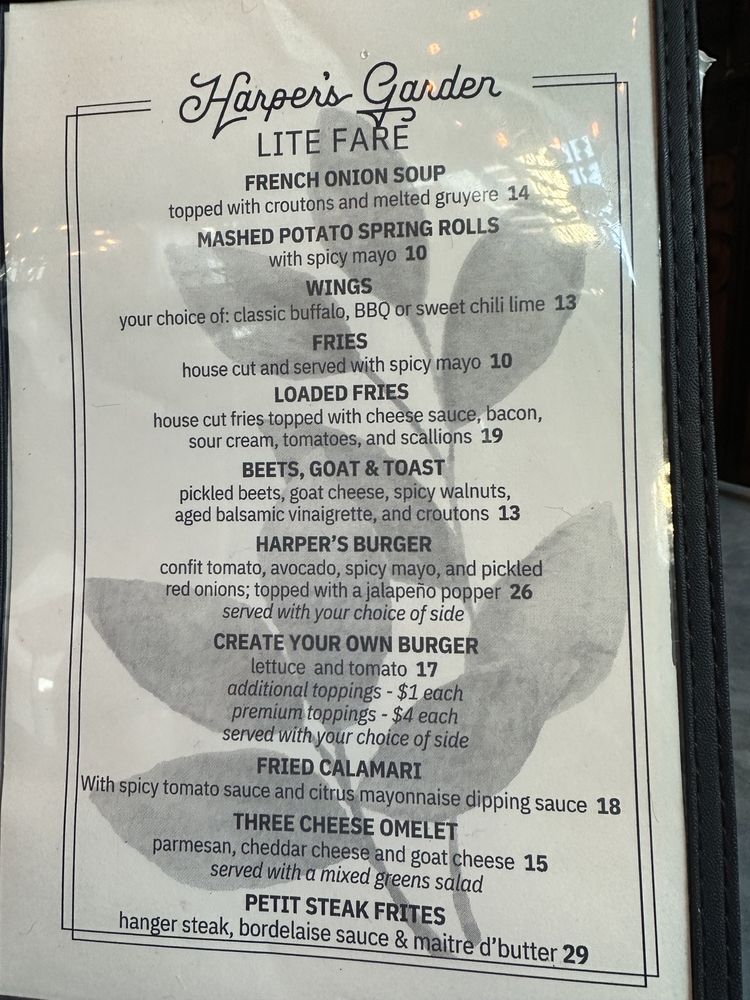 Harper's Garden
LITE FARE
FRENCH ONION SOUP
topped with croutons and melted gruyere 14
MASHED POTATO SPRING ROLLS
with spicy mayo 10
WINGS
your choice of: classic buffalo, BBQ or sweet chili lime 13
FRIES
house cut and served with spicy mayo 10
LOADED FRIES
house cut fries topped with cheese sauce, bacon,
sour cream, tomatoes, and scallions 19
BEETS, GOAT & TOAST
pickled beets, goat cheese, spicy walnuts,
aged balsamic vinaigrette, and croutons 13
HARPER'S BURGER
confit tomato, avocado, spicy mayo, and pickled
red onions; topped with a jalapeño popper 26
served with your choice of side
CREATE YOUR OWN BURGER
lettuce and tomato 17
additional toppings - $1 each
premium toppings - $4 each
served with your choice of side
FRIED CALAMARI
With spicy tomato sauce and citrus mayonnaise dipping sauce 18
THREE CHEESE OMELET
parmesan, cheddar cheese and goat cheese 15
served with a mixed greens salad
PETIT STEAK FRITES
hanger steak, bordelaise sauce & maitre d'butter 29